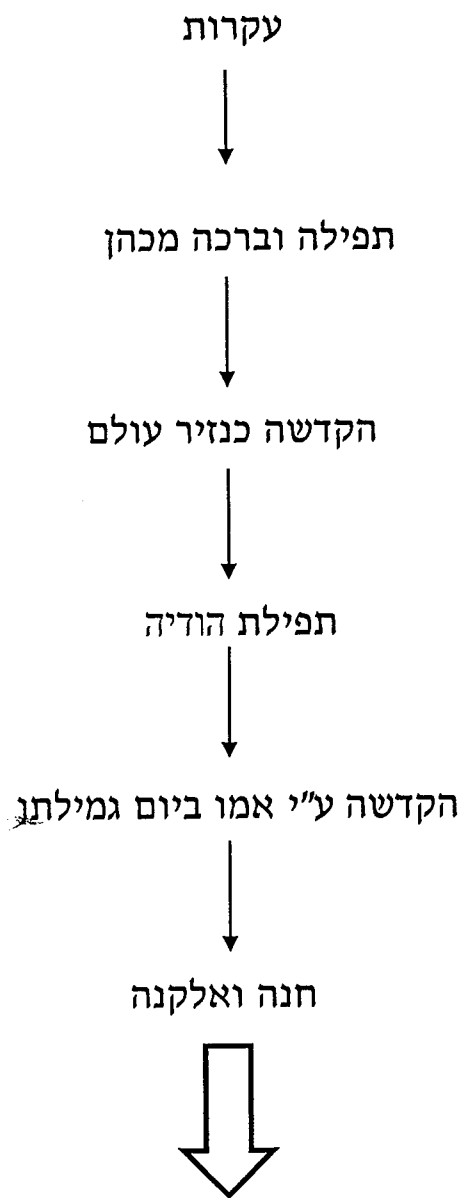 עקרות
תפילה וברכה מכהן
הקדשה כנזיר עולם
תפילת הודיה
הקדשה ע"י אמו ביום גמילתו
חנה ואלקנה